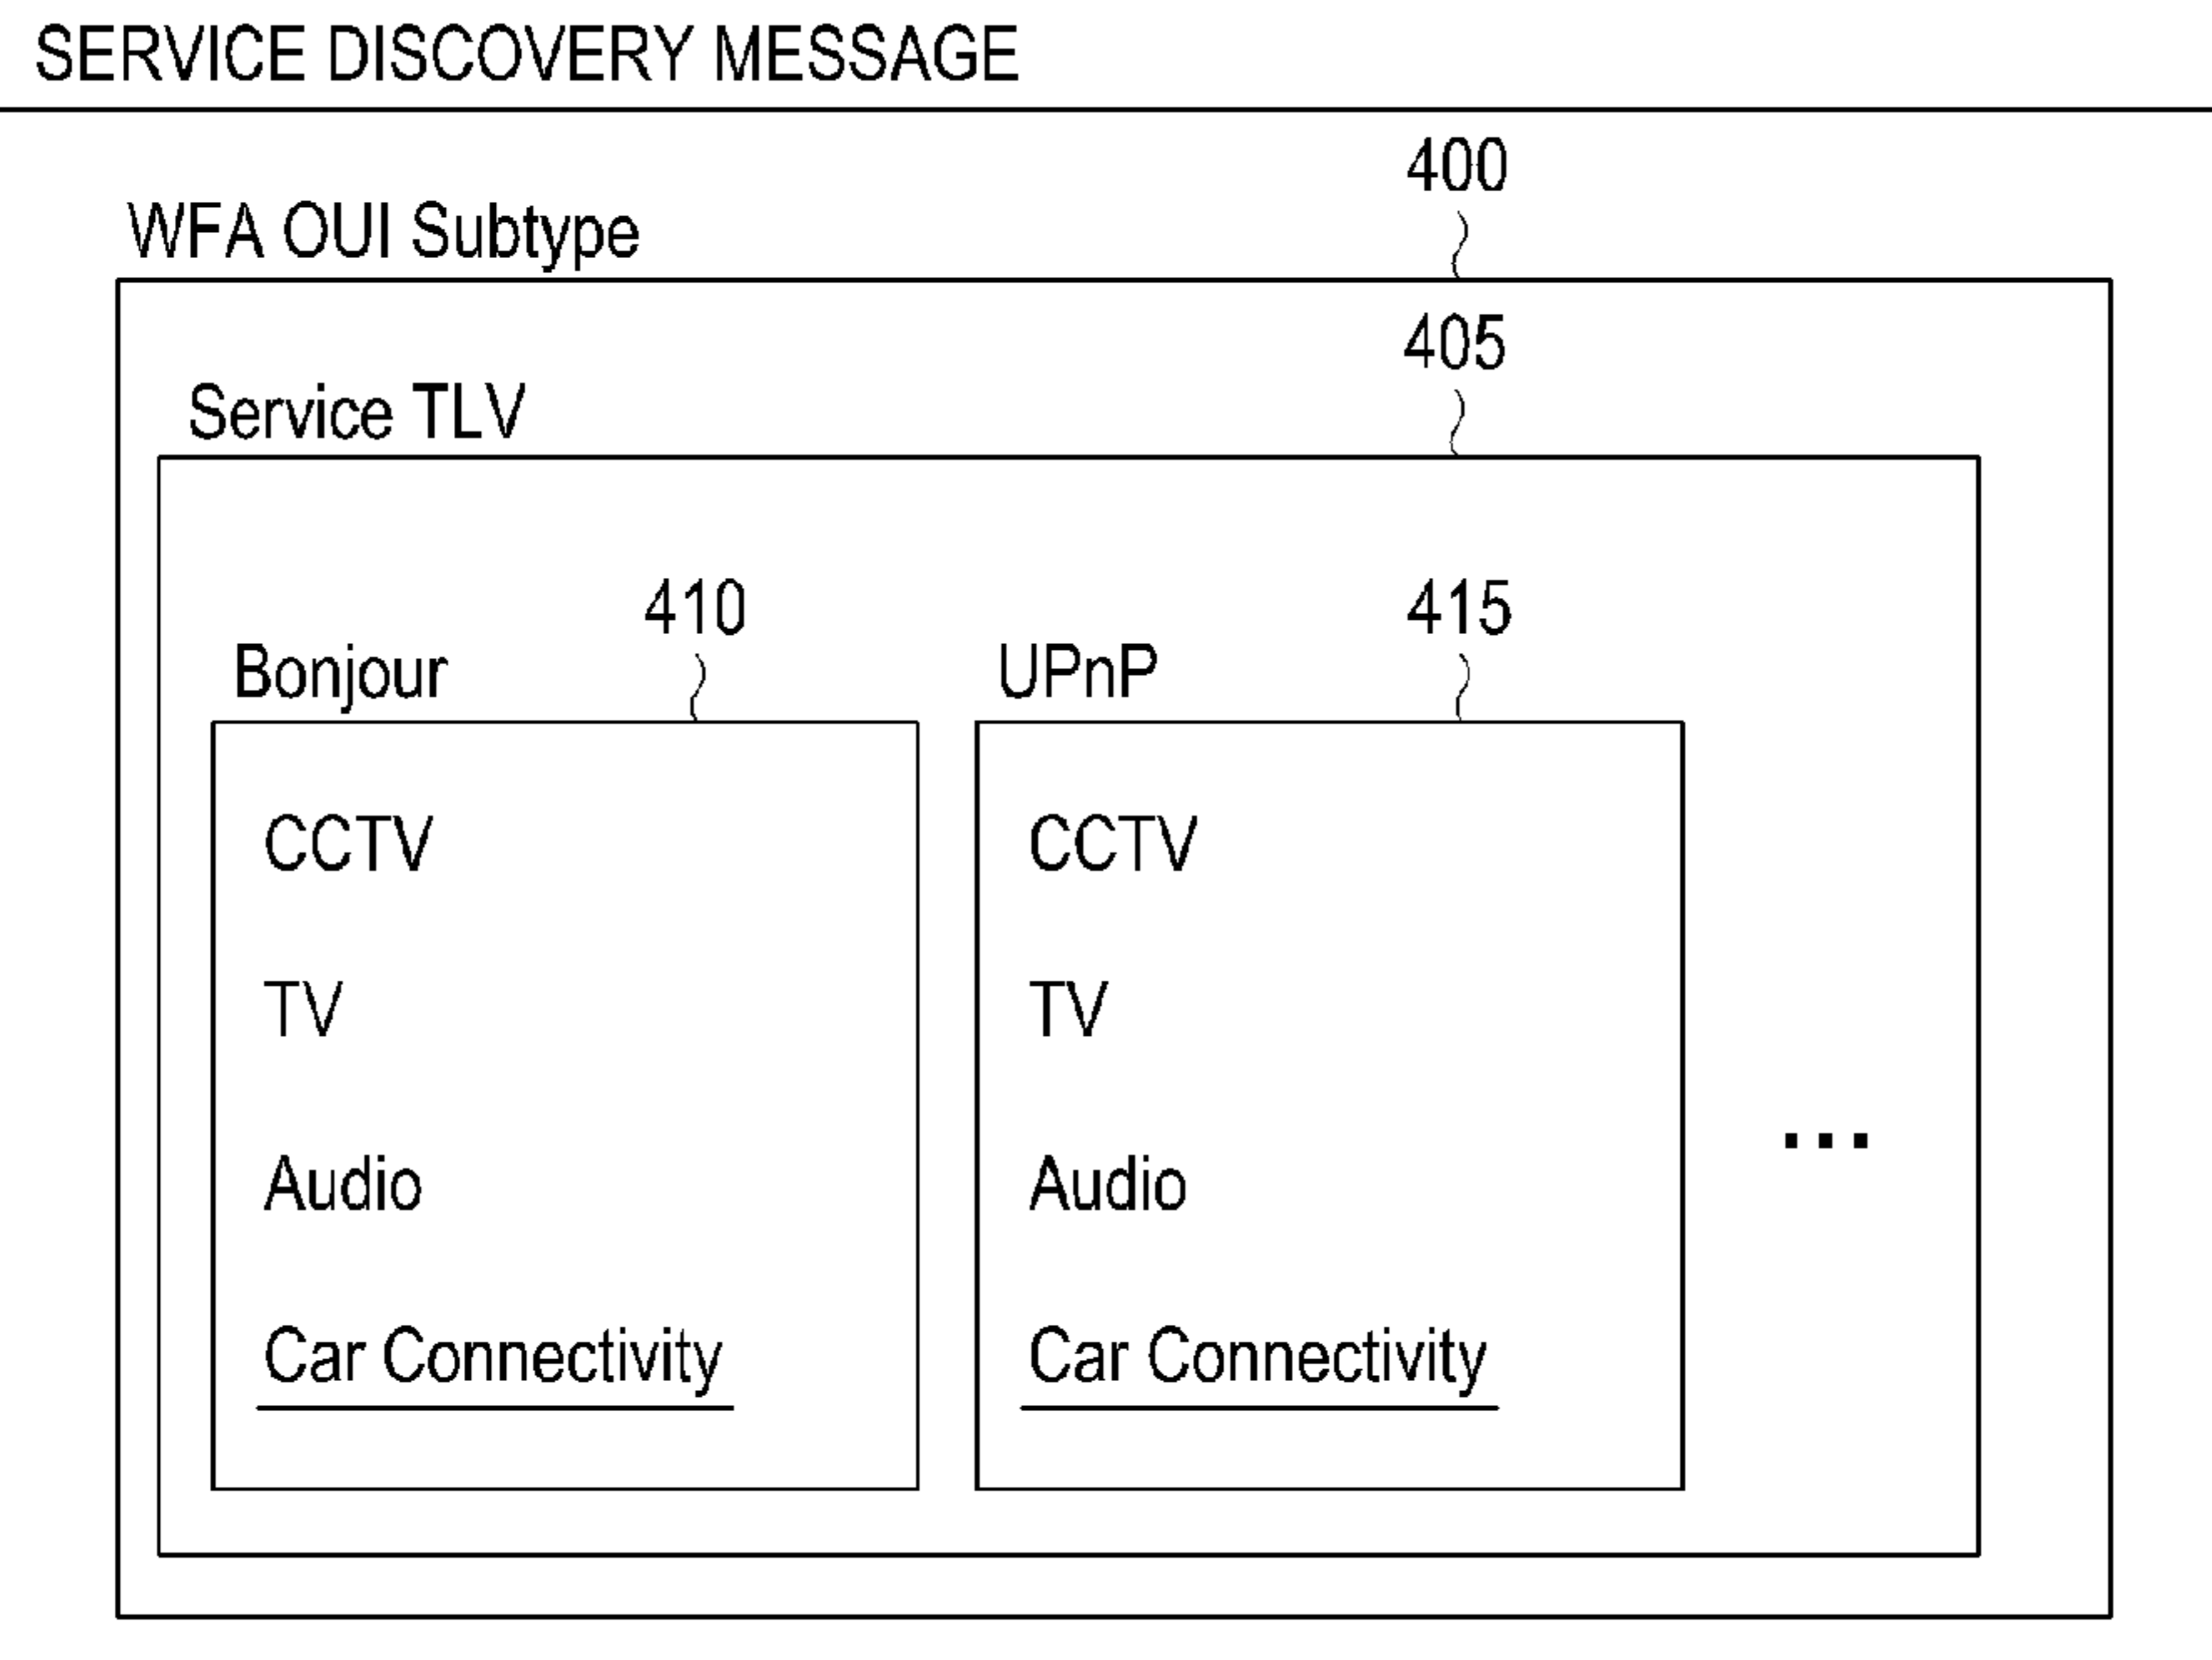 SERVICE DISCOVERY MESSAGE
400
WFA OUI Subtype
405
Service TLV
410
Bonjour
CCTV
TV
Audio
Car Connectivity
415
UPnP
CCTV
TV
Audio
Car Connectivity
...